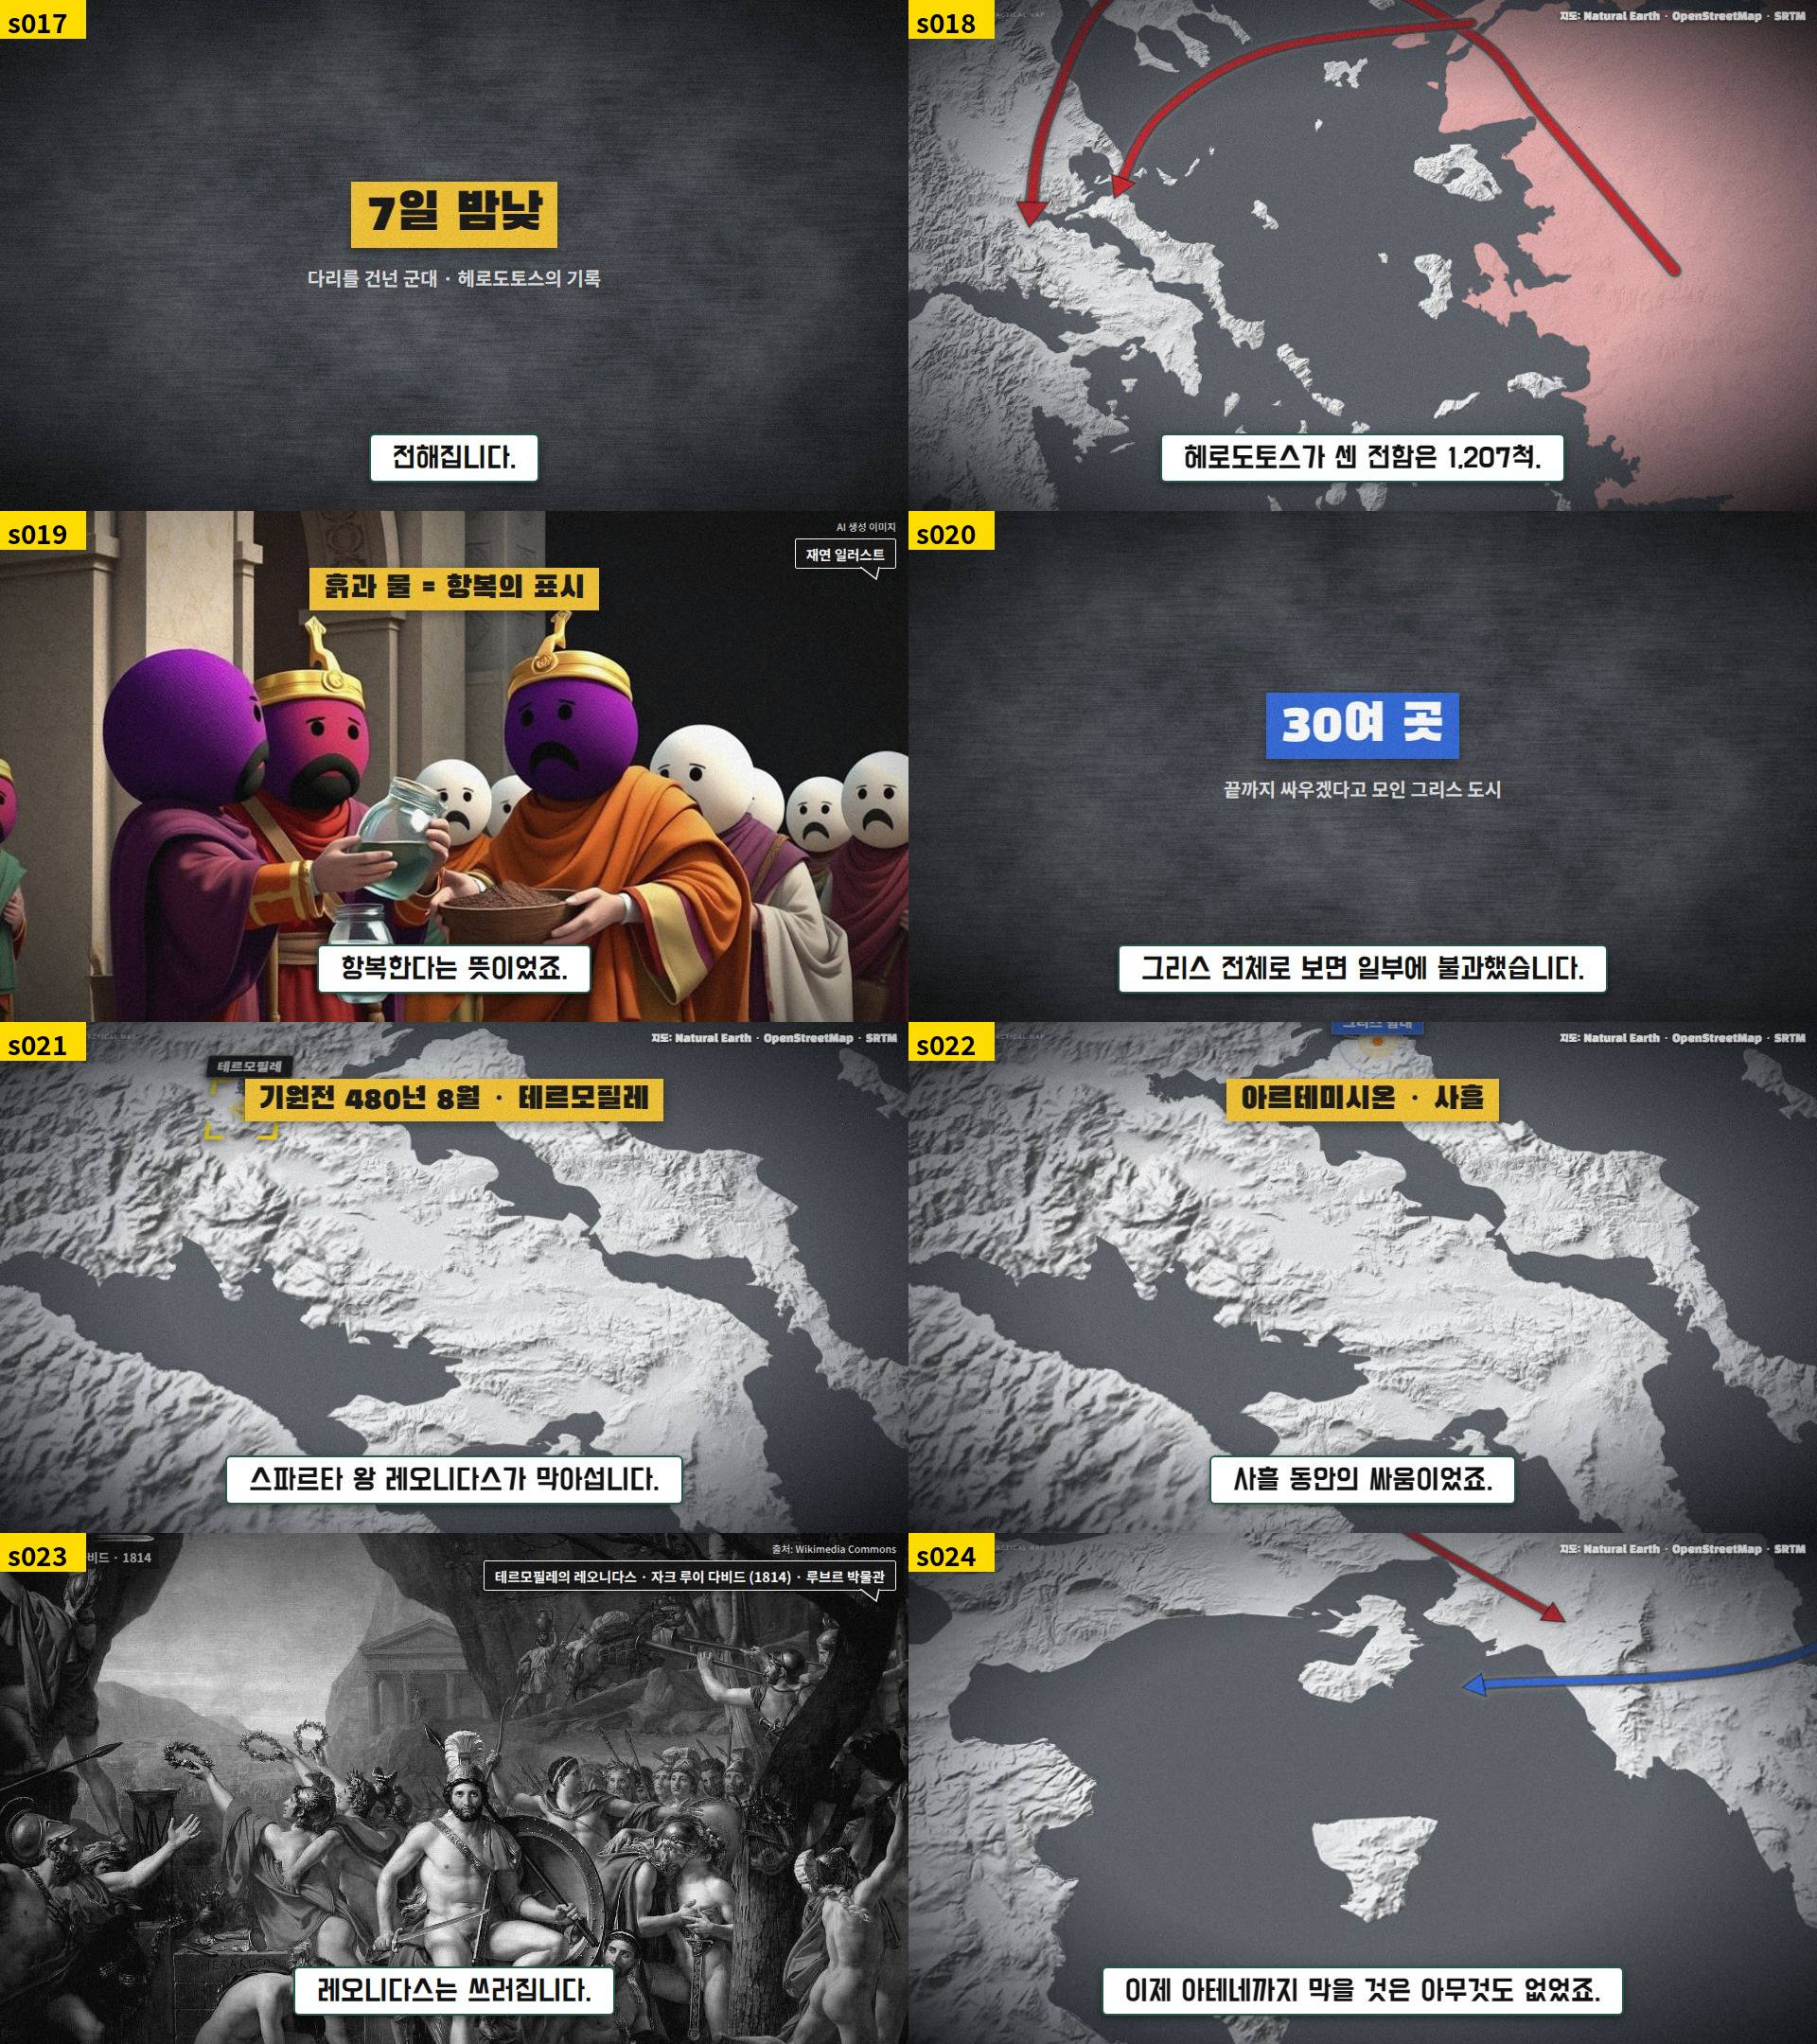 s017
7일 밤낮
다리를 건넌 군대 · 헤로도토스의 기록
전해집니다.
s018
지도: Natural Earth · OpenStreetMap · SRTM
헤로도토스가 센 전함은 1,207척.
s019
AI 생성 이미지
재연 일러스트
흙과 물 = 항복의 표시
항복한다는 뜻이었죠.
s020
30여 곳
끝까지 싸우겠다고 모인 그리스 도시
그리스 전체로 보면 일부에 불과했습니다.
s021
지도: Natural Earth · OpenStreetMap · SRTM
테르모필레
기원전 480년 8월 · 테르모필레
스파르타 왕 레오니다스가 막아섭니다.
s022
지도: Natural Earth · OpenStreetMap · SRTM
아르테미시온 · 사흘
사흘 동안의 싸움이었죠.
s023
비드 · 1814
출처: Wikimedia Commons
테르모필레의 레오니다스 · 자크 루이 다비드 (1814) · 루브르 박물관
레오니다스는 쓰러집니다.
s024
지도: Natural Earth · OpenStreetMap · SRTM
이제 아테네까지 막을 것은 아무것도 없었죠.